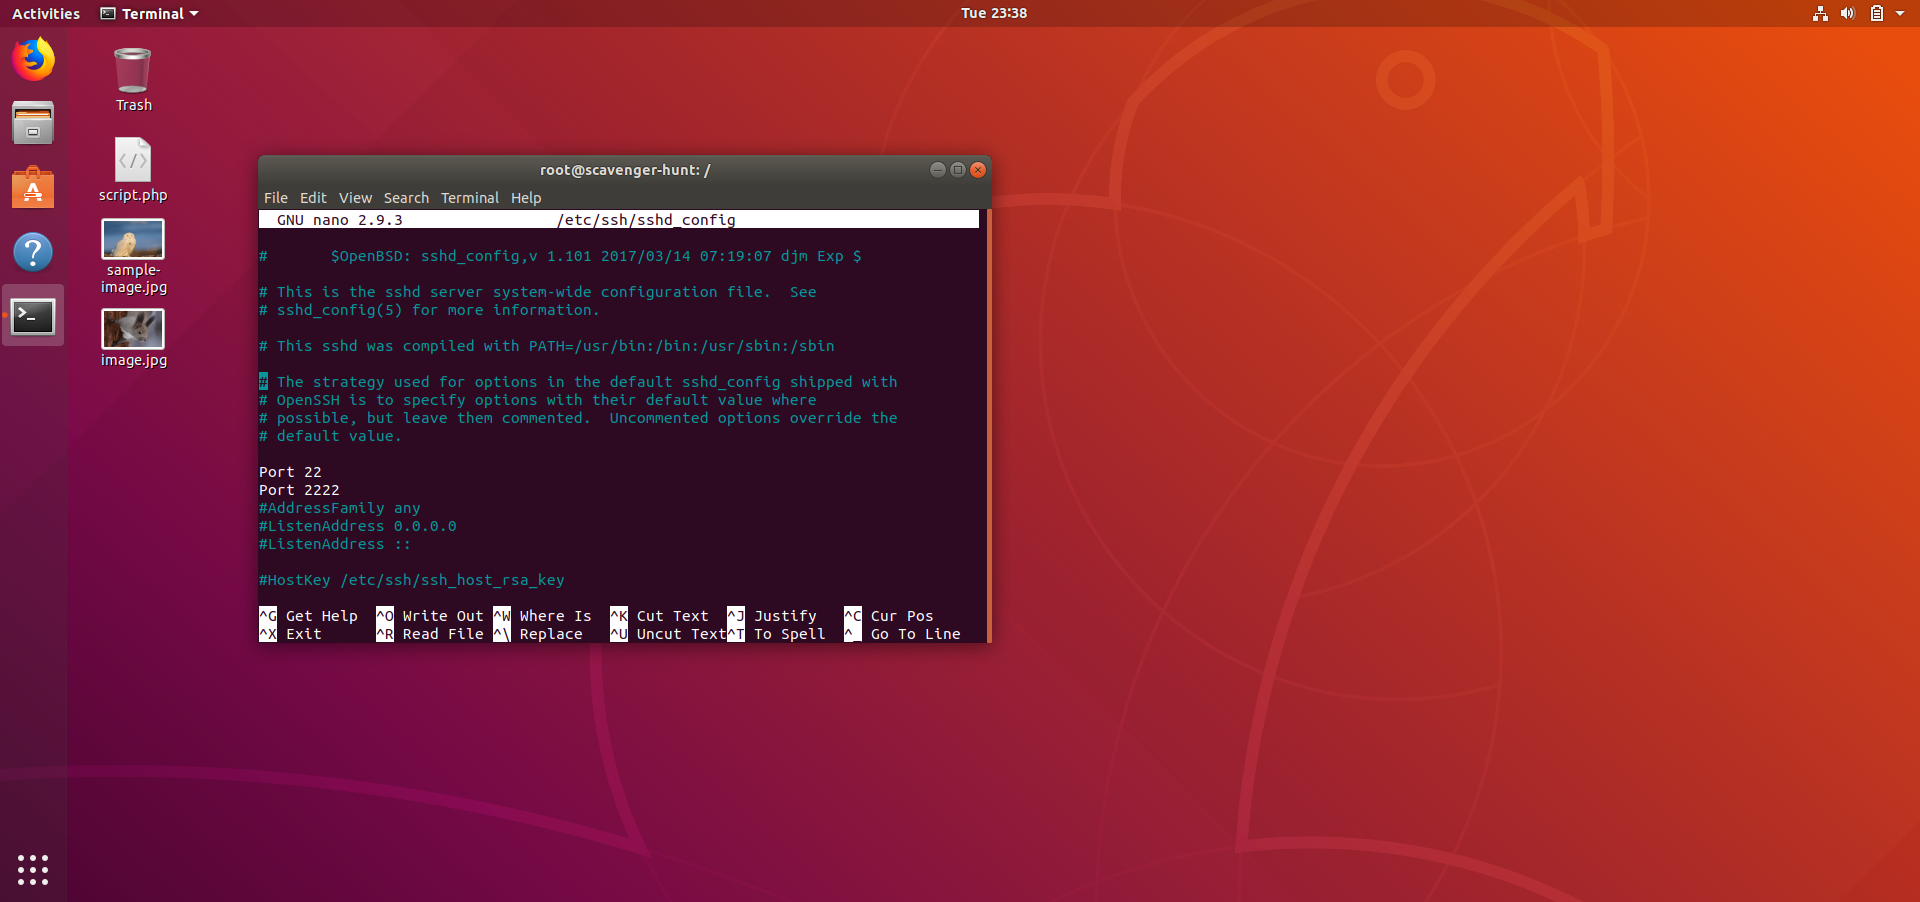 Activities Terminal Tue 23:38
Trash
script.php
sample-
image.jpg
image.jpg
root@scavenger-hunt: /
File Edit View Search Terminal Help
GNU nano 2.9.3 /etc/ssh/sshd_config
# $OpenBSD: sshd_config,v 1.101 2017/03/14 07:19:07 djm Exp $
# This is the sshd server system-wide configuration file.  See
# sshd_config(5) for more information.
# This sshd was compiled with PATH=/usr/bin:/bin:/usr/sbin:/sbin
# The strategy used for options in the default sshd_config shipped with
# OpenSSH is to specify options with their default value where
# possible, but leave them commented.  Uncommented options override the
# default value.
Port 22
Port 2222
#AddressFamily any
#ListenAddress 0.0.0.0
#ListenAddress ::
#HostKey /etc/ssh/ssh_host_rsa_key
^G Get Help ^O Write Out ^W Where Is ^K Cut Text ^J Justify ^C Cur Pos
^X Exit ^R Read File ^\ Replace ^U Uncut Text ^T To Spell ^_ Go To Line